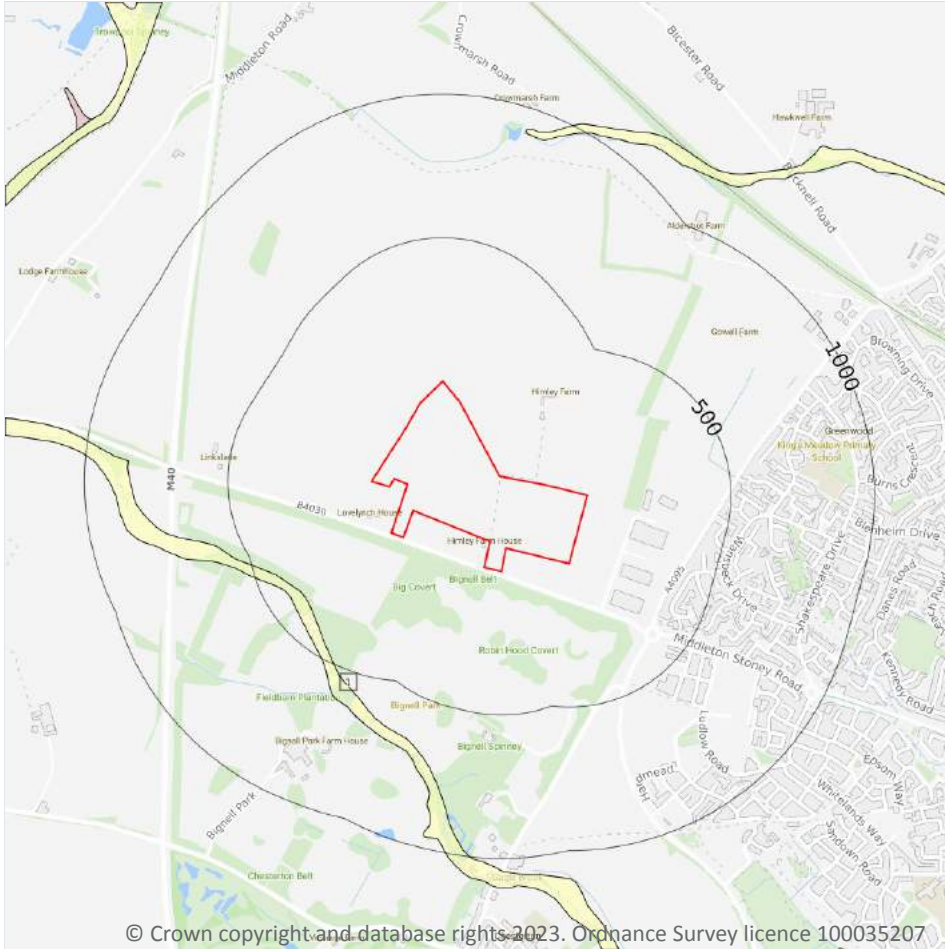 Middleton Road
Crowmarsh Road
Bicester Road
Crowmarsh Farm
Hawkwell Farm
Bucknell Road
Aldershot Farm
Lodge Farmhouse
Gowell Farm
1000
Browning Drive
Himley Farm
500
Greenwood
King's Meadow Primary
School
Burns Crescent
Linkslade
M40
B4030
Lovelynch House
Himley Farm House
Blenheim Drive
Shakespeare Drive
Wansbeck Drive
A4095
Danes Road
Bignell Belt
Big Covert
Robin Hood Covert
Middleton Stoney Road
Kennedy Road
1
Fieldbarn Plantation
Bignell Park
Bignell Park Farm House
Bignell Spinney
Ludlow Road
Epsom Way
Whitelands Way
Sandown Road
Bignell Park
Chesterton Belt
© Crown copyright and database rights 2023. Ordnance Survey licence 100035207